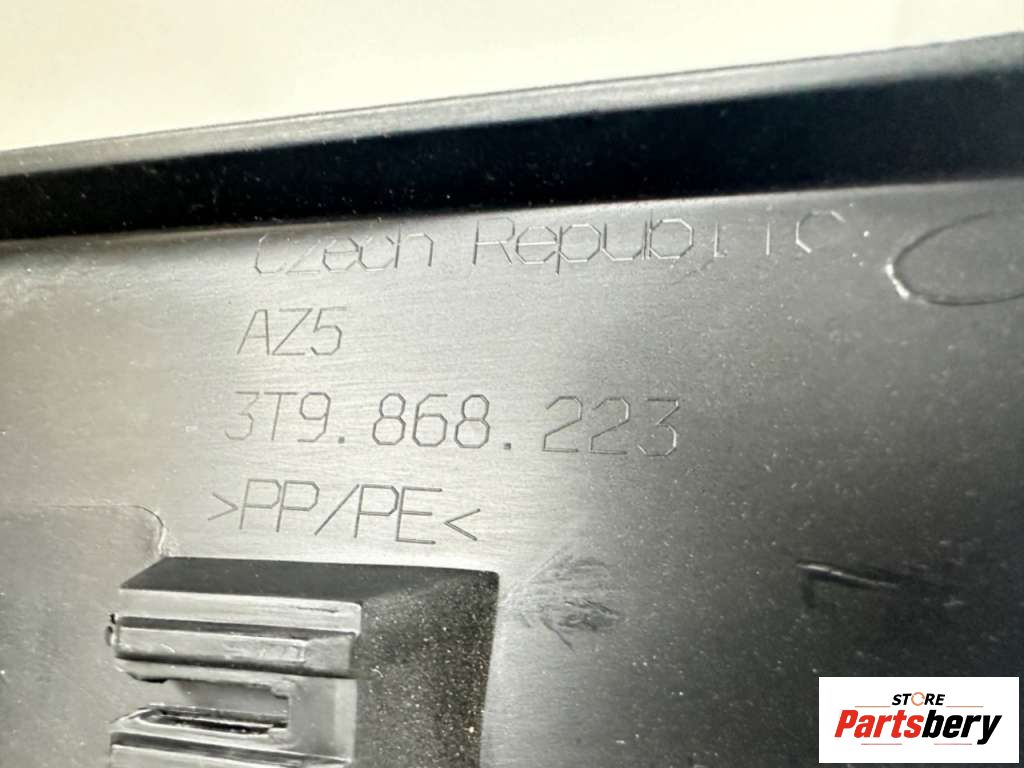 Czech Republic
AZ5
3T9.868.223
>PP/PE<
STORE
Partsbery